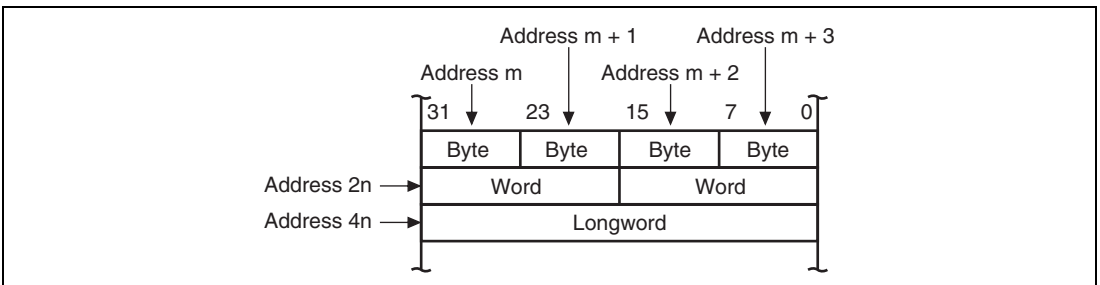 Address m + 1 Address m + 3
Address m Address m + 2
31 23 15 7 0
Byte Byte Byte Byte
Address 2n Word Word
Address 4n Longword